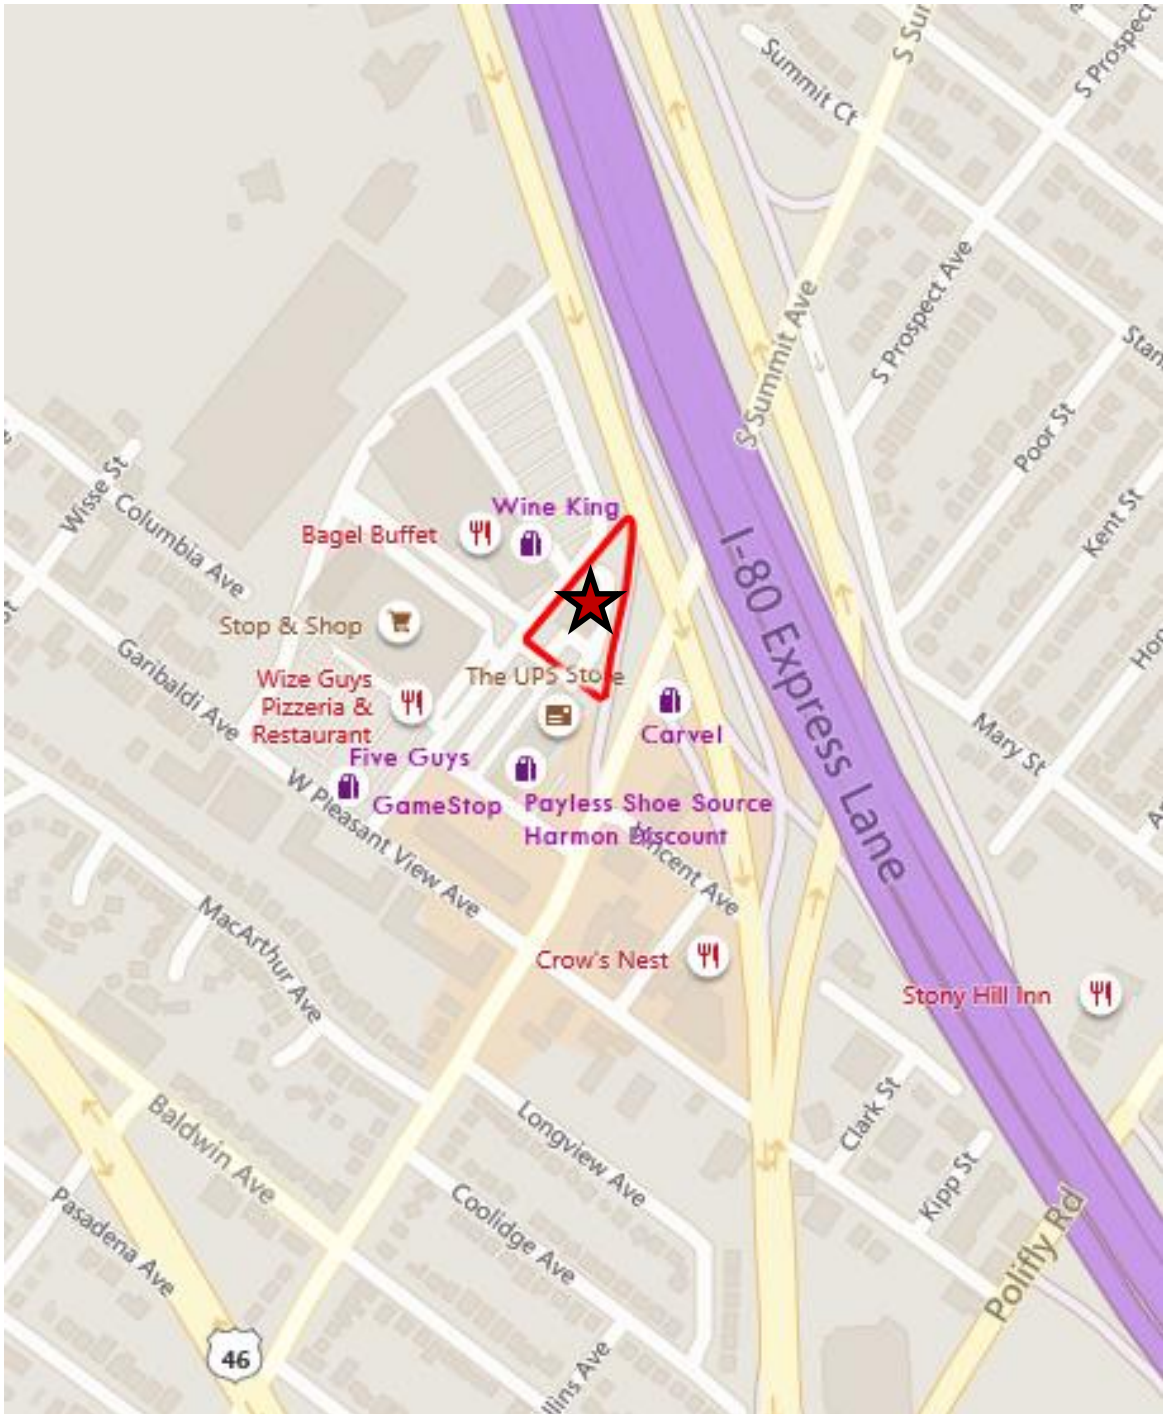 S Prospect
Summit Ct
S Prospect Ave
S Summit Ave
Poor St
Kent St
Wisse St
Columbia Ave
Wine King
Bagel Buffet
Stop & Shop
I-80 Express Lane
Garibaldi Ave
Wize Guys
Pizzeria &
Restaurant
The UPS Store
Carvel
Mary St
Five Guys
GameStop
Payless Shoe Source
Harmon Discount
W Pleasant View Ave
Vincent Ave
MacArthur Ave
Crow's Nest
Stony Hill Inn
Baldwin Ave
Longview Ave
Clark St
Kipp St
Pasadena Ave
Coolidge Ave
Polifly Rd
46